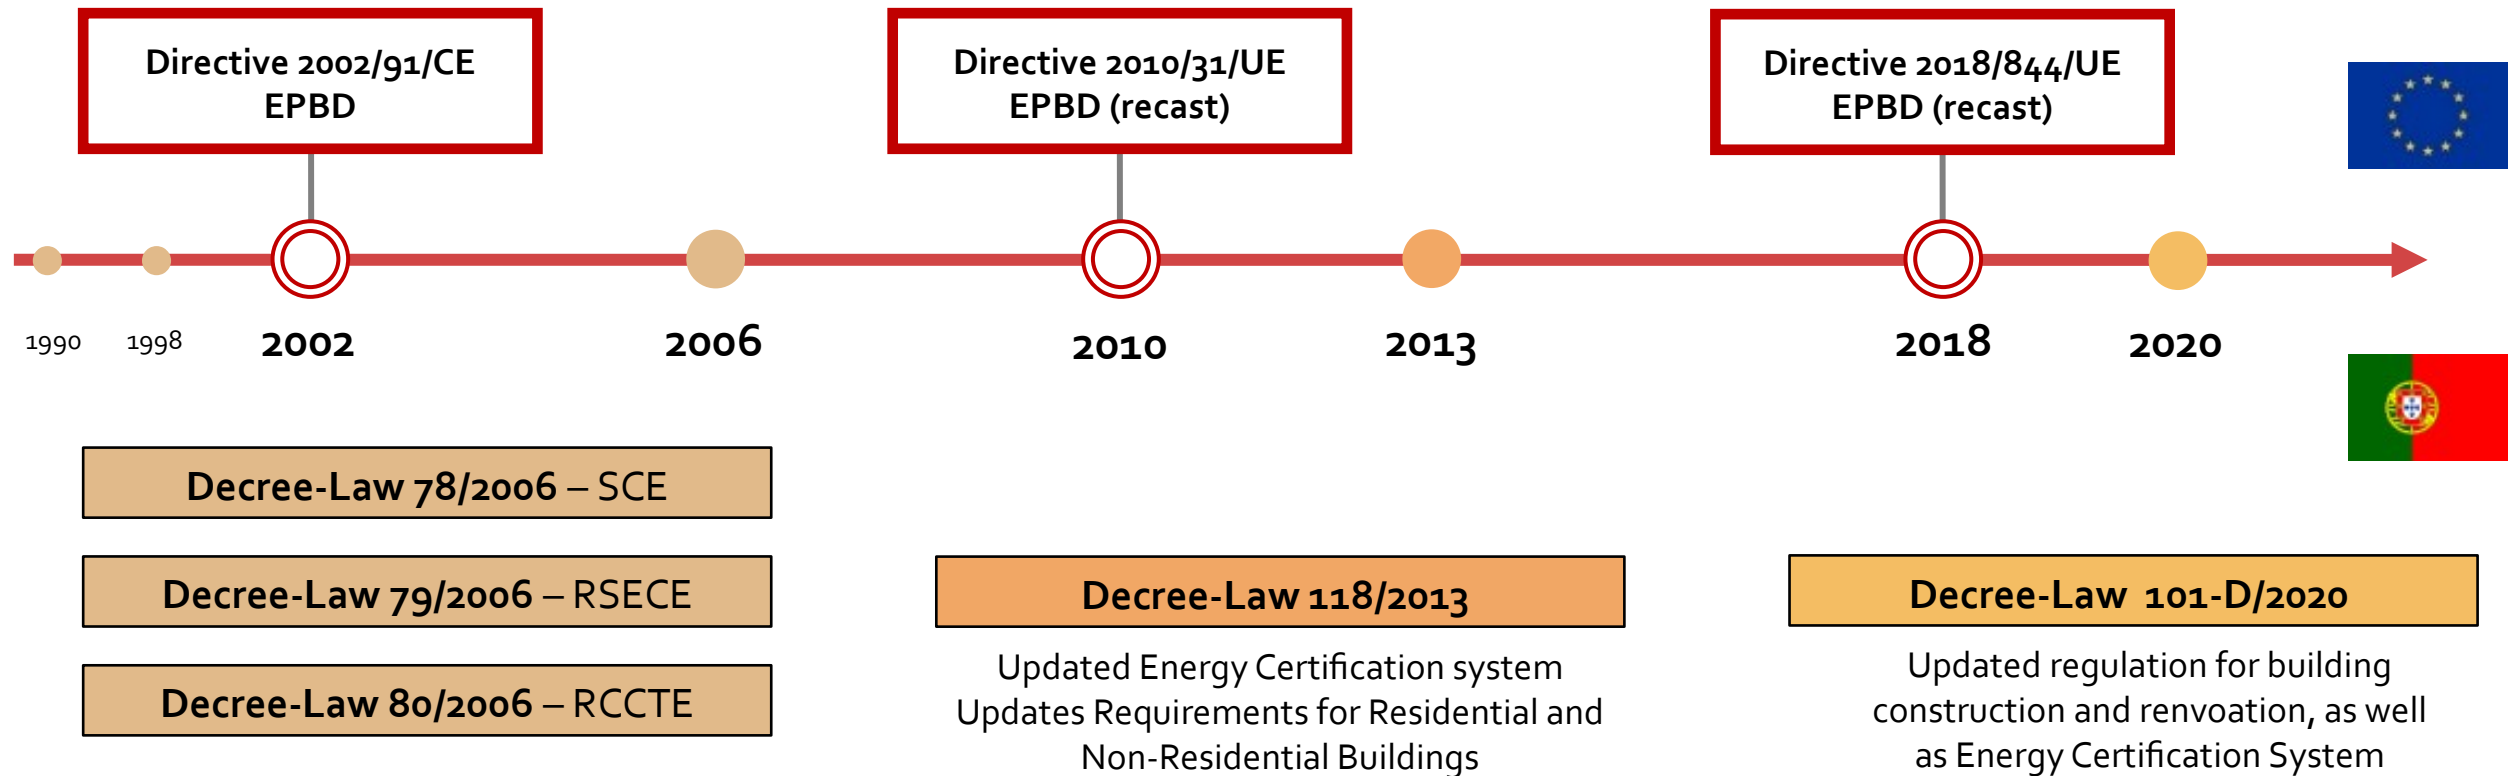 Directive 2002/91/CE
EPBD
Directive 2010/31/UE
EPBD (recast)
Directive 2018/844/UE
EPBD (recast)
1990
1998
2002
2006
2010
2013
2018
2020
Decree-Law 78/2006 – SCE
Decree-Law 79/2006 – RSECE
Decree-Law 80/2006 – RCCTE
Decree-Law 118/2013
Updated Energy Certification system
Updates Requirements for Residential and
Non-Residential Buildings
Decree-Law 101-D/2020
Updated regulation for building
construction and renvoation, as well
as Energy Certification System